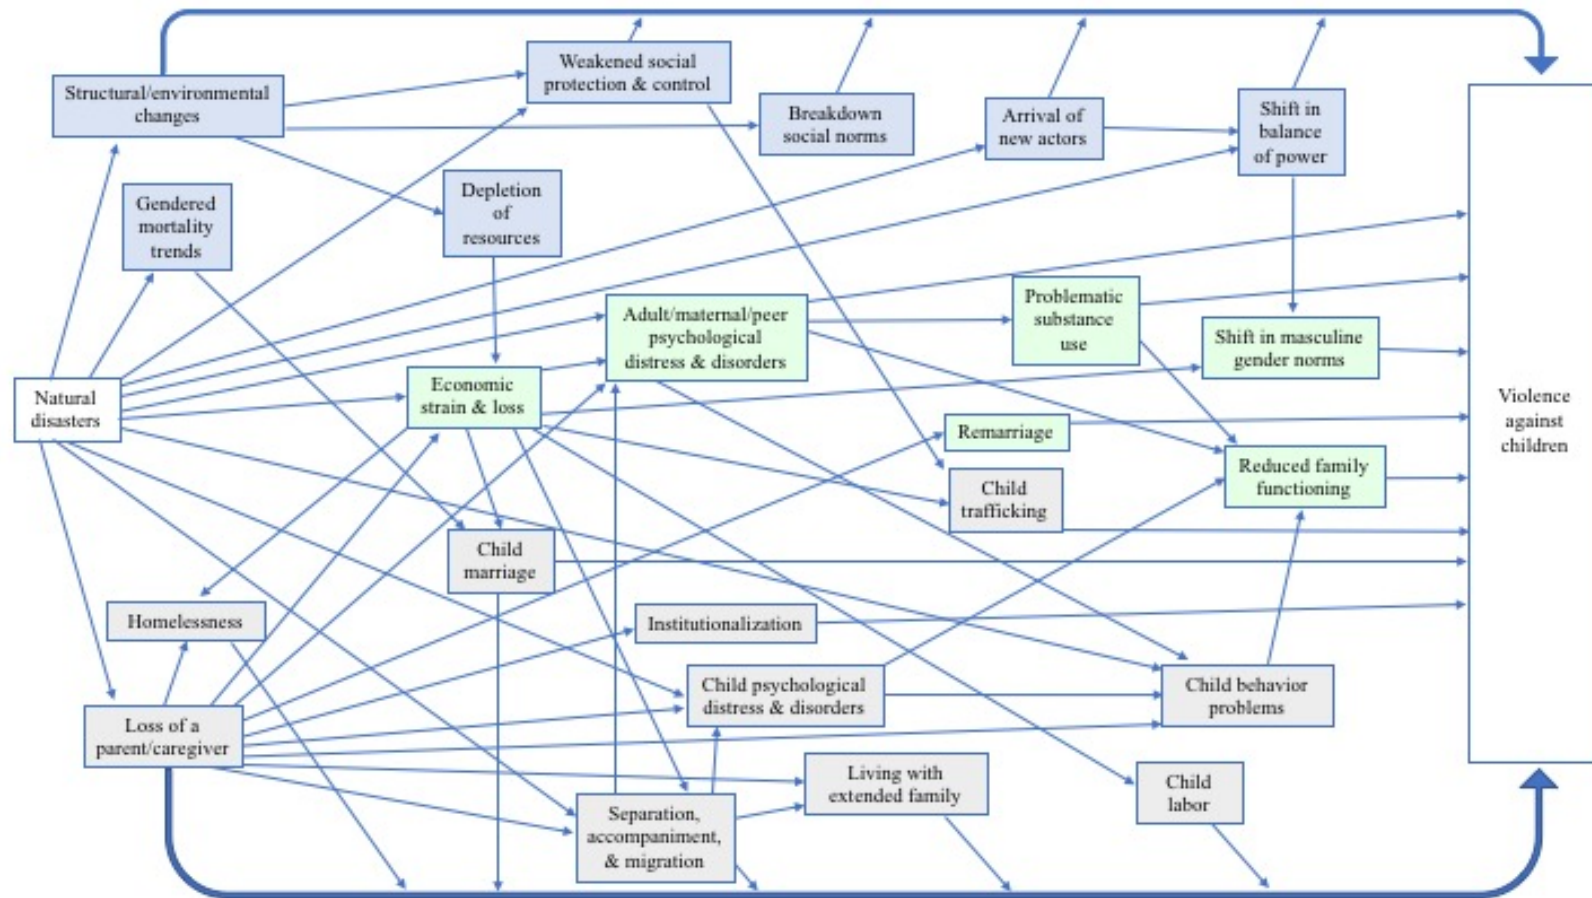 Structural/environmental
changes
Weakened social
protection & control
Breakdown
social norms
Arrival of
new actors
Shift in
balance
of power
Gendered
mortality
trends
Depletion
of
resources
Natural
disasters
Economic
strain & loss
Adult/maternal/peer
psychological
distress & disorders
Problematic
substance
use
Shift in masculine
gender norms
Remarriage
Reduced family
functioning
Violence
against
children
Child
trafficking
Child
marriage
Homelessness
Institutionalization
Loss of a
parent/caregiver
Child psychological
distress & disorders
Child behavior
problems
Separation,
accompaniment,
& migration
Living with
extended family
Child
labor